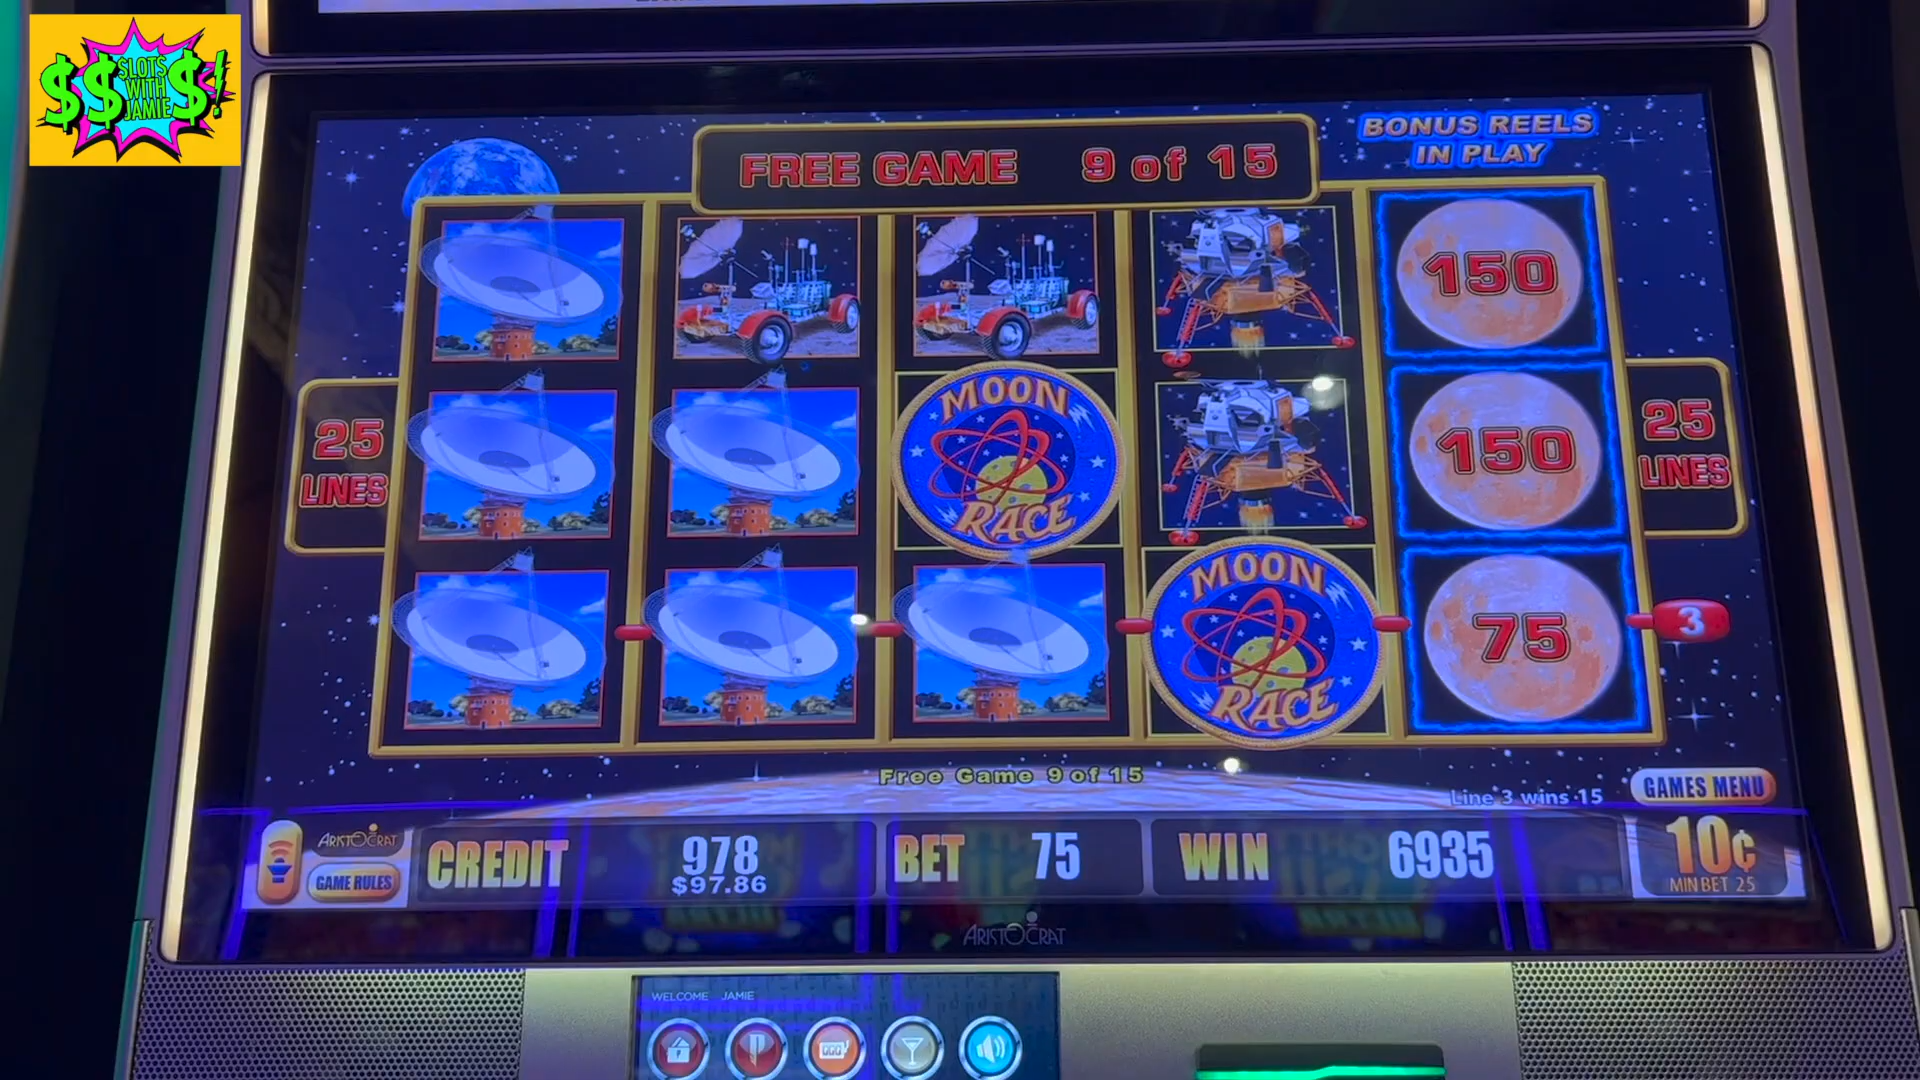 $$ SLOTS WITH JAMIE $!
FREE GAME 9 of 15
BONUS REELS
IN PLAY
150
MOON
RACE
150
25
LINES
25
LINES
MOON
RACE
75
3
Free Game 9 of 15
Line 3 wins 15
GAMES MENU
ARISTOCRAT
GAME RULES
CREDIT
978
$97.86
BET
75
WIN
6935
10¢
MIN BET 25
ARISTOCRAT
WELCOME JAMIE